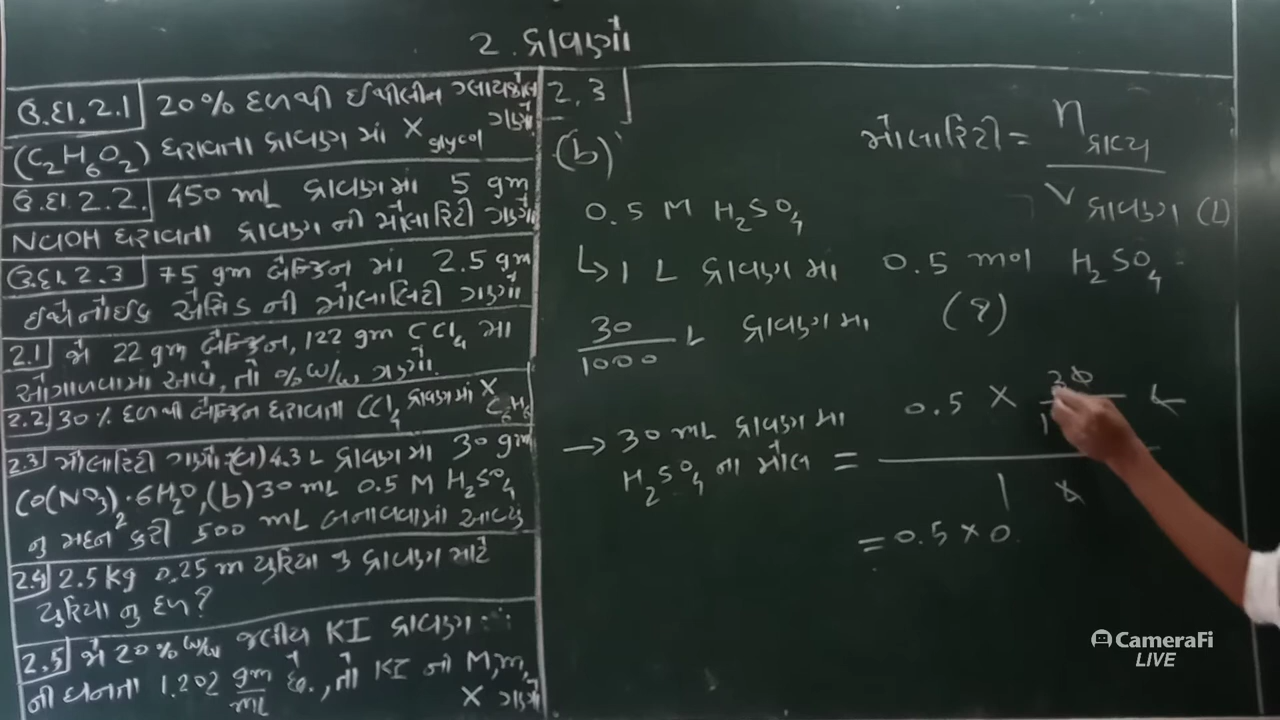 2. દ્રાવણો
ઉ.દા.2.1 20% દળથી ઈથીલીન ગ્લાયકોલ
(C2H6O2) ધરાવતા દ્રાવણ માં X glycol ગણો
ઉ.દા.2.2. 450 mL દ્રાવણમાં 5 gm
NaOH ધરાવતા દ્રાવણ ની મોલારિટી ગણો
ઉ.દા.2.3 75 gm બેન્ઝિન માં 2.5 gm
ઈથેનોઈક એસિડ ની મોલાલિટી ગણો
2.1 જો 22 gm બેન્ઝિન, 122 gm CCl4 મા
ઓગાળવામાં આવે, તો % w/w ગણો.
2.2 30% દળથી બેન્ઝિન ધરાવતા CCl4 દ્રાવણમાં X C6H6
2.3 મોલારિટી ગણો (a) 4.3 L દ્રાવણ માં 30 gm
Co(NO3)2·6H2O, (b) 30 mL 0.5 M H2SO4
નુ મંદન કરી 500 mL બનાવવામાં આવ્યુ
2.4 2.5 kg 0.25 m યુરિયા નુ દ્રાવણ માટે
યુરિયા નુ દળ?
2.5 જો 20% w/w જલીય KI દ્રાવણ
ની ઘનતા 1.202 gm/mL છે, તો KI ની M, m,
X ગણો
2.3
(b)
મોલારિટી = n દ્રાવ્ય / V દ્રાવણ (L)
0.5 M H2SO4
↳ 1 L દ્રાવણ માં 0.5 mol H2SO4
30/1000 L દ્રાવણ મા (?)
→ 30 mL દ્રાવણ મા
H2SO4 ના મોલ = 0.5 ×
1
= 0.5 × 0.
CameraFi
LIVE